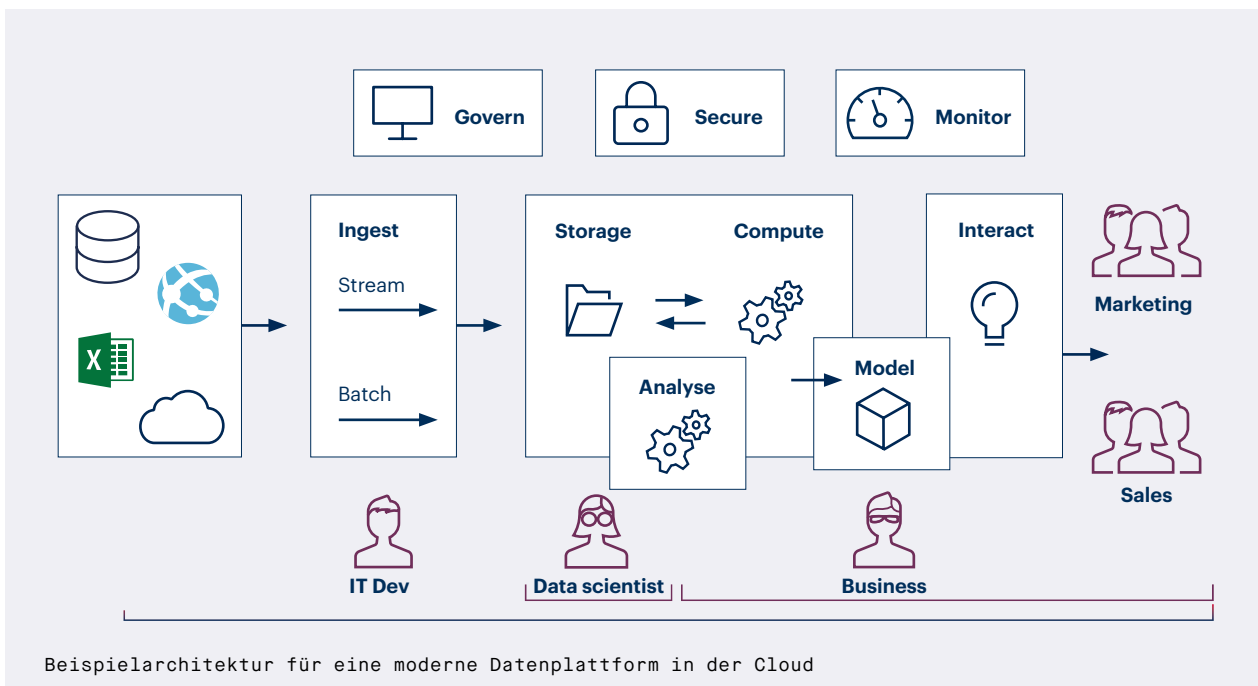 Govern
Secure
Monitor
Ingest
Stream
Batch
Storage
Compute
Analyse
Model
Interact
Marketing
Sales
X
IT Dev
Data scientist
Business
Beispielarchitektur für eine moderne Datenplattform in der Cloud